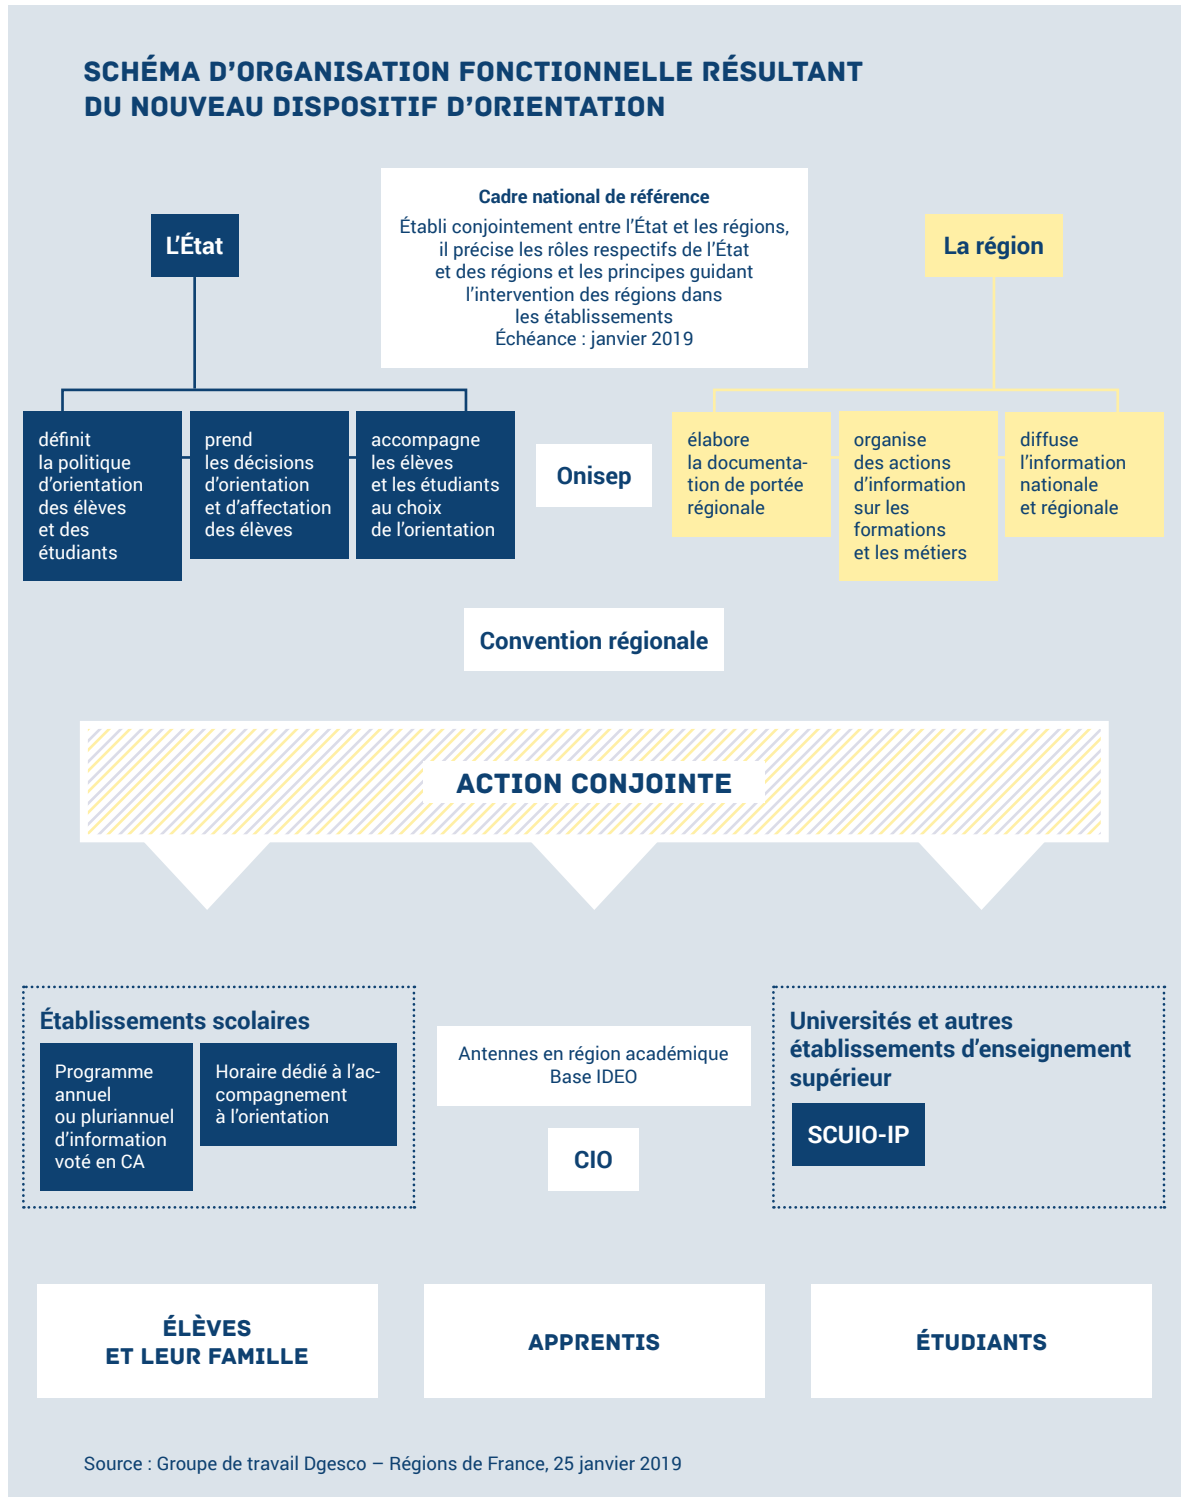 SCHÉMA D’ORGANISATION FONCTIONNELLE RÉSULTANT
DU NOUVEAU DISPOSITIF D’ORIENTATION
Cadre national de référence
Établi conjointement entre l’État et les régions,
il précise les rôles respectifs de l’État
et des régions et les principes guidant
l’intervention des régions dans
les établissements
Échéance : janvier 2019
L’État
La région
définit
la politique
d’orientation
des élèves
et des
étudiants
prend
les décisions
d’orientation
et d’affectation
des élèves
accompagne
les élèves
et les étudiants
au choix
de l’orientation
Onisep
élabore
la documenta-
tion de portée
régionale
organise
des actions
d’information
sur les
formations
et les métiers
diffuse
l’information
nationale
et régionale
Convention régionale
ACTION CONJOINTE
Établissements scolaires
Programme
annuel
ou pluriannuel
d’information
voté en CA
Horaire dédié à l’ac-
compagnement
à l’orientation
Antennes en région académique
Base IDEO
CIO
Universités et autres
établissements d’enseignement
supérieur
SCUIO-IP
ÉLÈVES
ET LEUR FAMILLE
APPRENTIS
ÉTUDIANTS
Source : Groupe de travail Dgesco – Régions de France, 25 janvier 2019